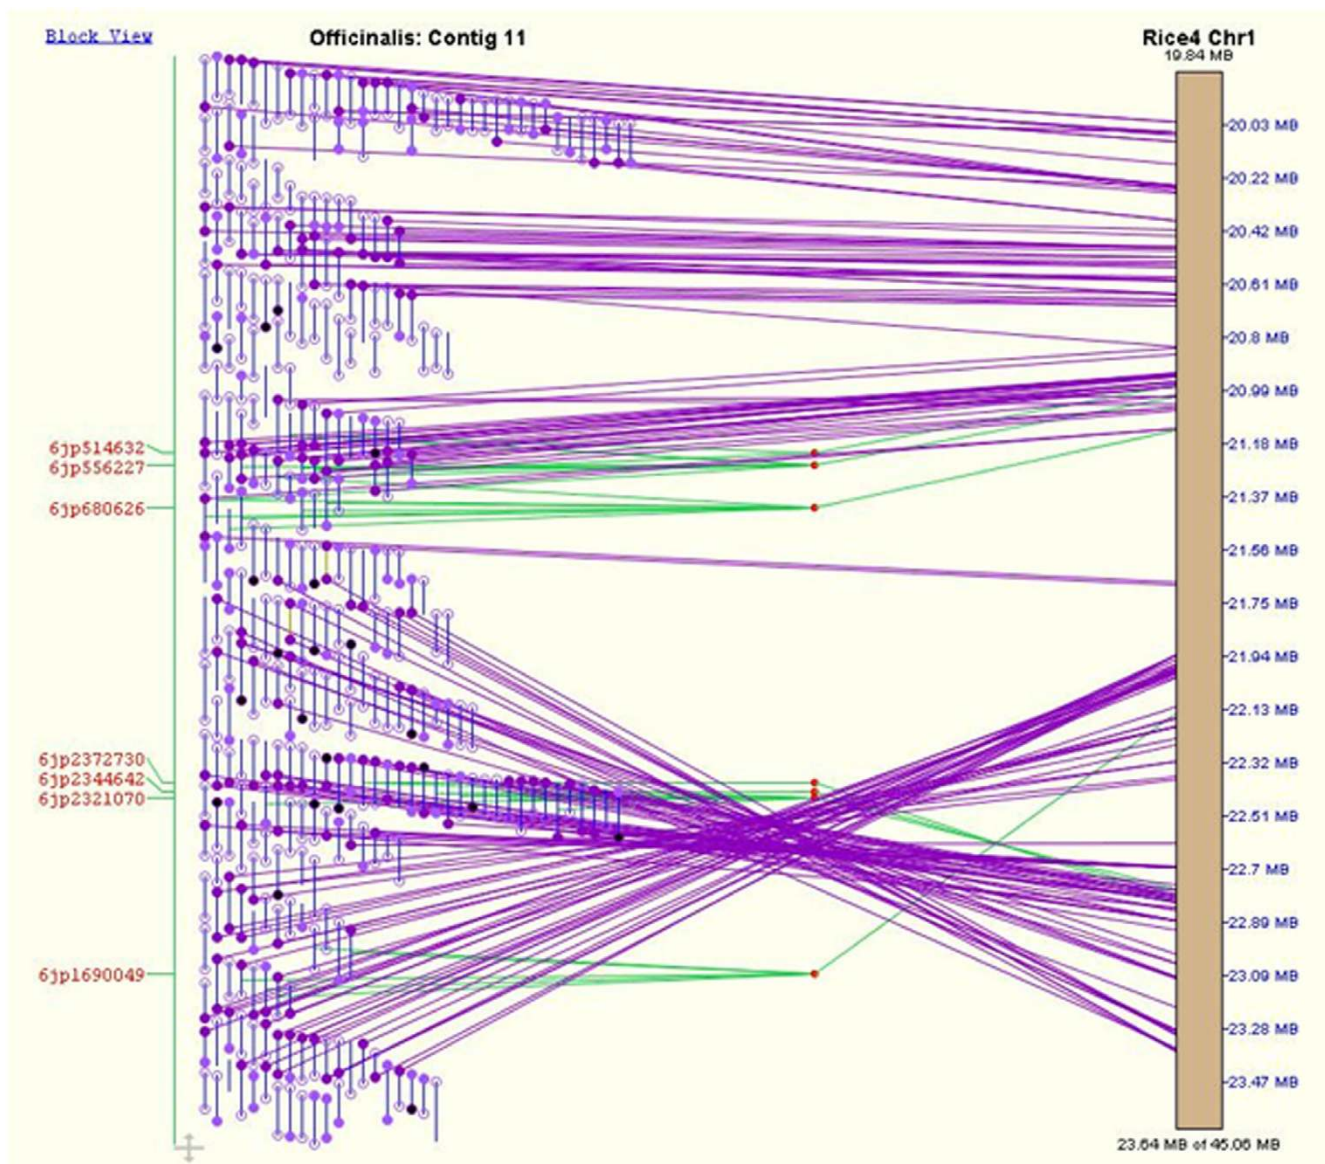 Block View
Officinalis: Contig 11
Rice4 Chr1
19.84 MB
20.03 MB
20.22 MB
20.42 MB
20.61 MB
20.8 MB
20.99 MB
21.18 MB
21.37 MB
21.56 MB
21.75 MB
21.94 MB
22.13 MB
22.32 MB
22.51 MB
22.7 MB
22.89 MB
23.09 MB
23.28 MB
23.47 MB
23.64 MB of 45.06 MB
6jp514632
6jp556227
6jp680626
6jp2372730
6jp2344642
6jp2321070
6jp1690049